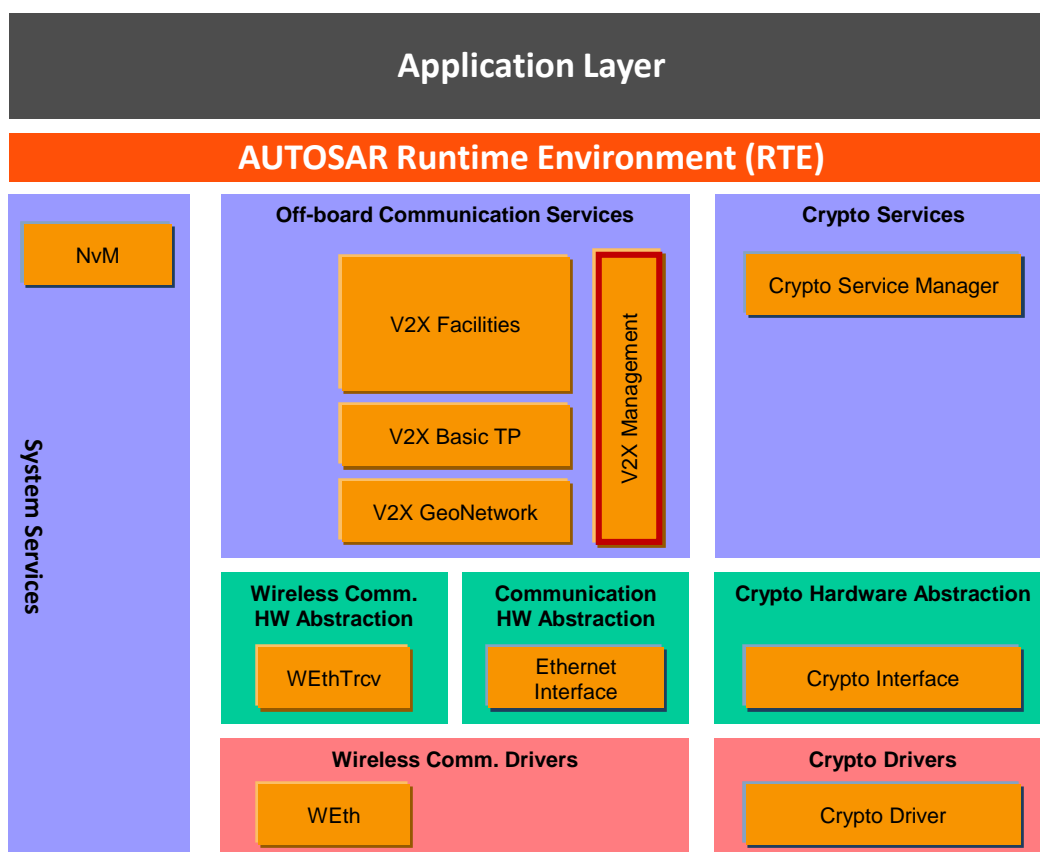 Application Layer
AUTOSAR Runtime Environment (RTE)
System Services
NvM
Off-board Communication Services
V2X Facilities
V2X Basic TP
V2X GeoNetwork
V2X Management
Crypto Services
Crypto Service Manager
Wireless Comm.
HW Abstraction
WEthTrcv
Communication
HW Abstraction
Ethernet
Interface
Crypto Hardware Abstraction
Crypto Interface
Wireless Comm. Drivers
WEth
Crypto Drivers
Crypto Driver